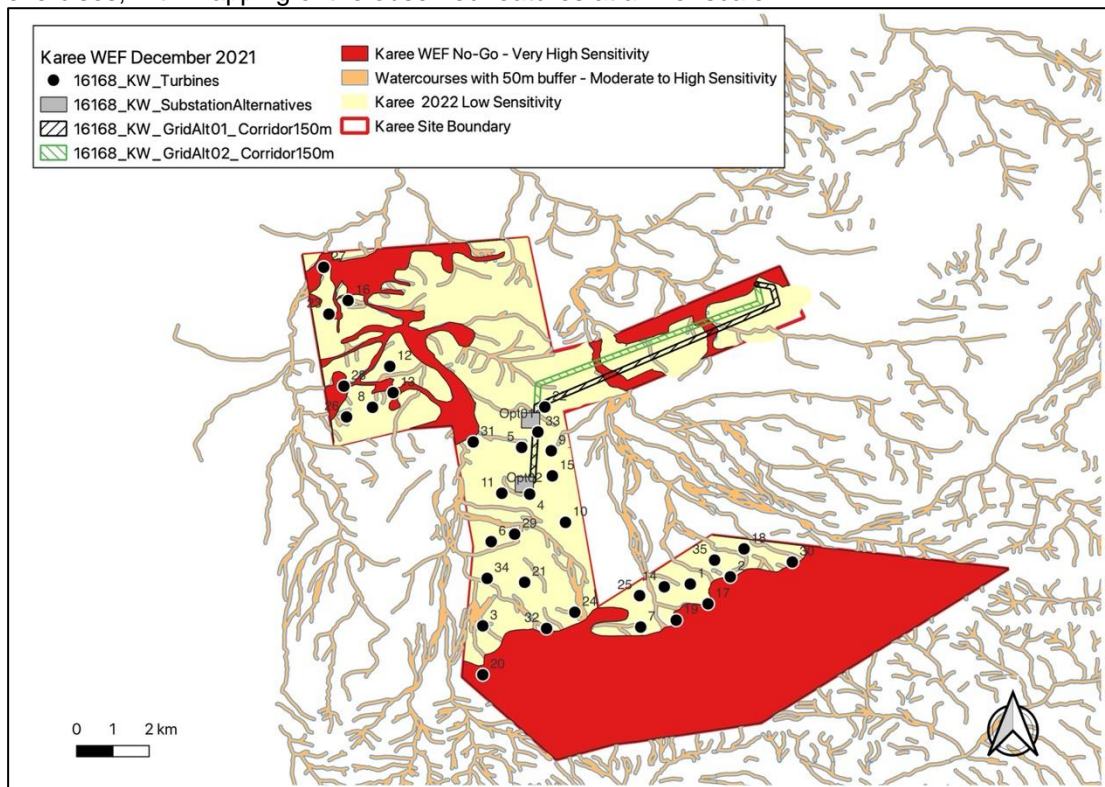 Karee WEF December 2021
16168_KW_Turbines
16168_KW_SubstationAlternatives
16168_KW_GridAlt01_Corridor150m
16168_KW_GridAlt02_Corridor150m
Karee WEF No-Go - Very High Sensitivity
Watercourses with 50m buffer - Moderate to High Sensitivity
Karee 2022 Low Sensitivity
Karee Site Boundary
27
16
12
13
8
22
Opt01
33
31
5
9
15
Opt02
11
4
10
29
6
18
35
30
2
34
21
14
1
25
17
24
19
3
32
7
20
0 1 2 km